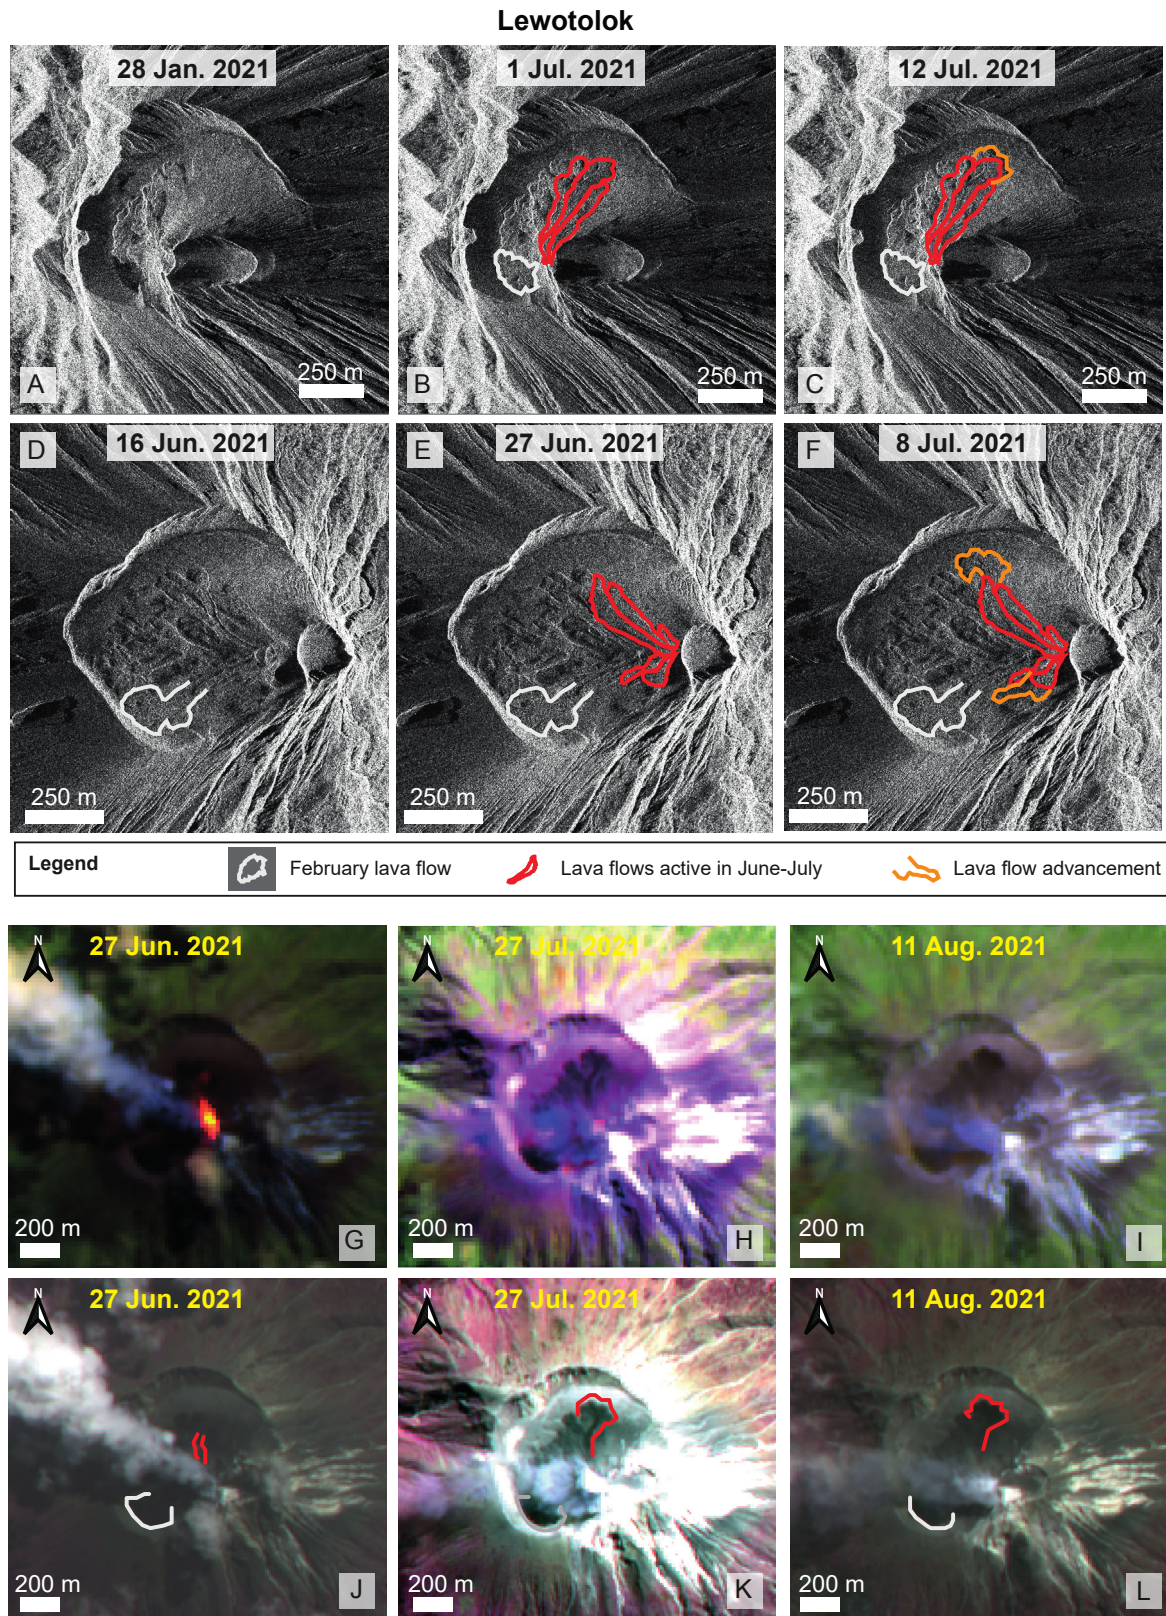 Lewotolok
28 Jan. 2021
1 Jul. 2021
12 Jul. 2021
250 m
250 m
250 m
A
B
C
D
16 Jun. 2021
E
27 Jun. 2021
F
8 Jul. 2021
250 m
250 m
250 m
Legend
February lava flow
Lava flows active in June-July
Lava flow advancement
N
27 Jun. 2021
N
27 Jul. 2021
N
11 Aug. 2021
200 m
G
200 m
H
200 m
I
N
27 Jun. 2021
N
27 Jul. 2021
N
11 Aug. 2021
200 m
J
200 m
K
200 m
L